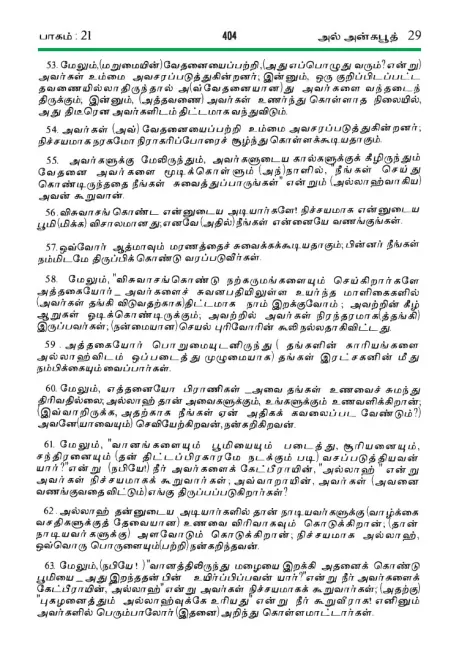 பாகம் : 21 404 அல் அன்கபூத் 29
53. மேலும்,(மறுமையின்)வேதனையைப்பற்றி,(அது எப்பொழுது வரும்?என்று)
அவர்கள் உம்மை அவசரப்படுத்துகின்றனர்; இன்னும், ஒரு குறிப்பிடப்பட்ட
தவணையில்லாதிருந்தால் அ(வ்வேதனையான)து அவர்களை வந்தடைந்
திருக்கும், இன்னும், (அத்தவணை) அவர்கள் உணர்ந்து கொள்ளாத நிலையில்,
அது திடீரென அவர்களிடம் திட்டமாக வந்துவிடும்.
54. அவர்கள் (அவ்) வேதனையைப்பற்றி உம்மை அவசரப்படுத்துகின்றனர்;
நிச்சயமாக நரகமோ நிராகரிப்போரைச் சூழ்ந்து கொள்ளக்கூடியதாகும்.
55. அவர்களுக்கு மேலிருந்தும், அவர்களுடைய கால்களுக்குக் கீழிருந்தும்
வேதனை அவர்களை மூடிக்கொள்ளும் (அந்)நாளில், "நீங்கள் செய்து
கொண்டிருந்ததை நீங்கள் சுவைத்துப்பாருங்கள்" என்றும் (அல்லாஹ்வாகிய)
அவன் கூறுவான்.
56. விசுவாசங்கொண்ட என்னுடைய அடியார்களே! நிச்சயமாக என்னுடைய
பூமி(மிக்க) விசாலமானது;எனவே(அதில்)நீங்கள் என்னையே வணங்குங்கள்.
57.ஒவ்வோர் ஆத்மாவும் மரணத்தைச் சுவைக்கக்கூடியதாகும்; பின்னர் நீங்கள்
நம்மிடமே திருப்பிக்கொண்டு வரப்படுவீர்கள்.
58. மேலும், "விசுவாசங்கொண்டு நற்கருமங்களையும் செய்கிறார்களே
அத்தகையோர்_ அவர்களைச் சுவனபதியிலுள்ள உயர்ந்த மாளிகைகளில்
(அவர்கள் தங்கி விடுவதற்காக)திட்டமாக நாம் இறக்குவோம் ; அவற்றின் கீழ்
ஆறுகள் ஓடிக்கொண்டிருக்கும், அவற்றில் அவர்கள் நிரந்தரமாக(த்தங்கி)
இருப்பவர்கள்; (நன்மையான)செயல் புரிவோரின் கூலி நல்லதாகிவிட்டது.
59 . அத்தகையோர் பொறுமையுடனிருந்து ( தங்களின் காரியங்களை
அல்லாஹ்விடம் ஒப்படைத்து முழுமையாக) தங்கள் இரட்சகனின் மீது
நம்பிக்கையும் வைப்பார்கள்.
60. மேலும், எத்தனையோ பிராணிகள் _அவை தங்கள் உணவைச் சுமந்து
திரிவதில்லை; அல்லாஹ் தான் அவைகளுக்கும், உங்களுக்கும் உணவளிக்கிறான்;
(இவ்வாறிருக்க, அதற்காக நீங்கள் ஏன் அதிகக் கவலைப்பட வேண்டும்?)
அவனே(யாவையும்) செவியேற்கிறவன், நன்கறிகிறவன்.
61. மேலும், "வானங்களையும் பூமியையும் படைத்து, சூரியனையும்,
சந்திரனையும் (தன் திட்டப்பிரகாரமே நடக்கும் படி) வசப்படுத்தியவன்
யார்?"என்று (நபியே!) நீர் அவர்களைக் கேட்பீராயின், "அல்லாஹ் " என்று
அவர்கள் நிச்சயமாகக் கூறுவார்கள்; அவ்வாறாயின், அவர்கள் (அவனை
வணங்குவதைவிட்டும்)எங்கு திருப்பப்படுகிறார்கள்?
62 . அல்லாஹ் தன்னுடைய அடியார்களில் தான் நாடியவர்களுக்கு (வாழ்க்கை
வசதிகளுக்குத் தேவையான) உணவை விரிவாகவும் கொடுக்கிறான்; (தான்
நாடியவர்களுக்கு) அளவோடும் கொடுக்கிறான்; நிச்சயமாக அல்லாஹ்,
ஒவ்வொரு பொருளையும்(பற்றி)நன்கறிந்தவன்.
63. மேலும், (நபியே! ) "வானத்திலிருந்து மழையை இறக்கி அதனைக் கொண்டு
பூமியை _அது இறந்ததன் பின் உயிர்ப்பிப்பவன் யார்?"என்று நீர் அவர்களைக்
கேட்பீராயின், அல்லாஹ்" என்று அவர்கள் நிச்சயமாகக் கூறுவார்கள்; (அதற்கு)
"புகழனைத்தும் அல்லாஹ்வுக்கே உரியது" என்று நீர் கூறுவீராக! எனினும்
அவர்களில் பெரும்பாலோர் (இதனை) அறிந்து கொள்ளமாட்டார்கள்.